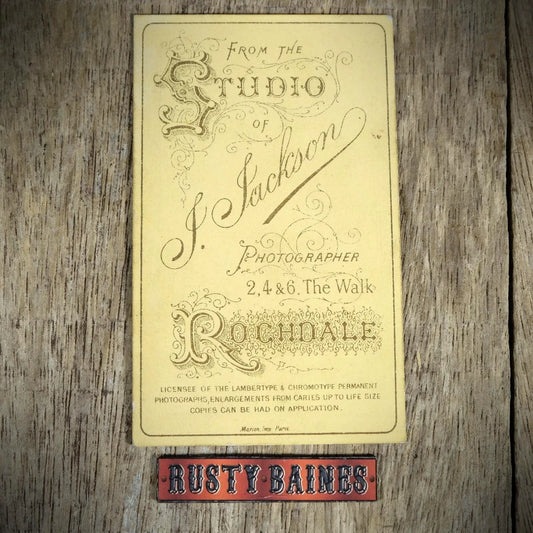 FROM THE
STUDIO
OF
J. Jackson
PHOTOGRAPHER
2, 4 & 6, The Walk
ROCHDALE
LICENSEE OF THE LAMBERTYPE & CHROMOTYPE PERMANENT
PHOTOGRAPHS, ENLARGEMENTS FROM CARTES UP TO LIFE SIZE
COPIES CAN BE HAD ON APPLICATION.
Marion, Imp. Paris.
RUSTY · BAINES